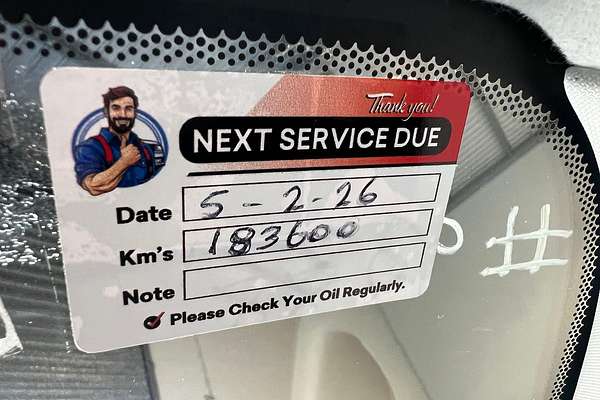 Thank you!
NEXT SERVICE DUE
Date 5-2-26
Km's 183600
Note
Please Check Your Oil Regularly.